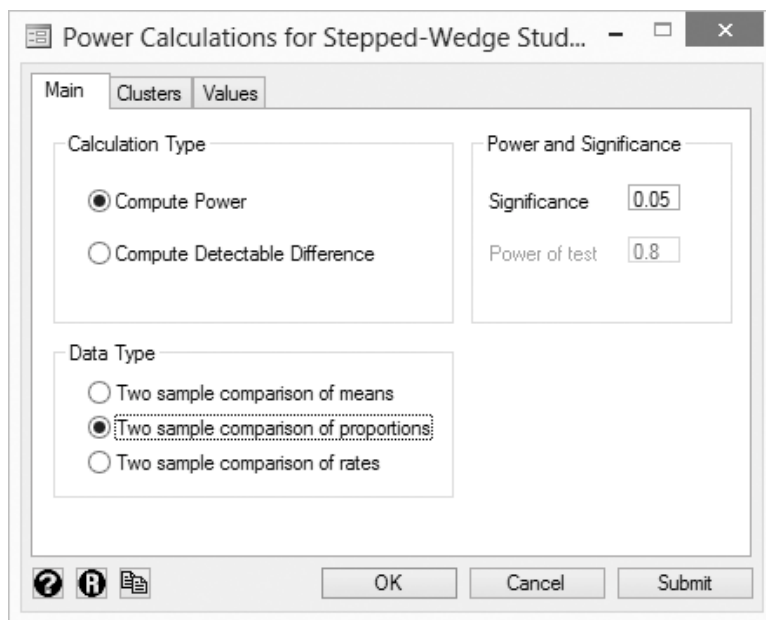 Power Calculations for Stepped-Wedge Stud...
Main Clusters Values
Calculation Type
Compute Power
Compute Detectable Difference
Power and Significance
Significance 0.05
Power of test 0.8
Data Type
Two sample comparison of means
Two sample comparison of proportions
Two sample comparison of rates
? R
OK Cancel Submit